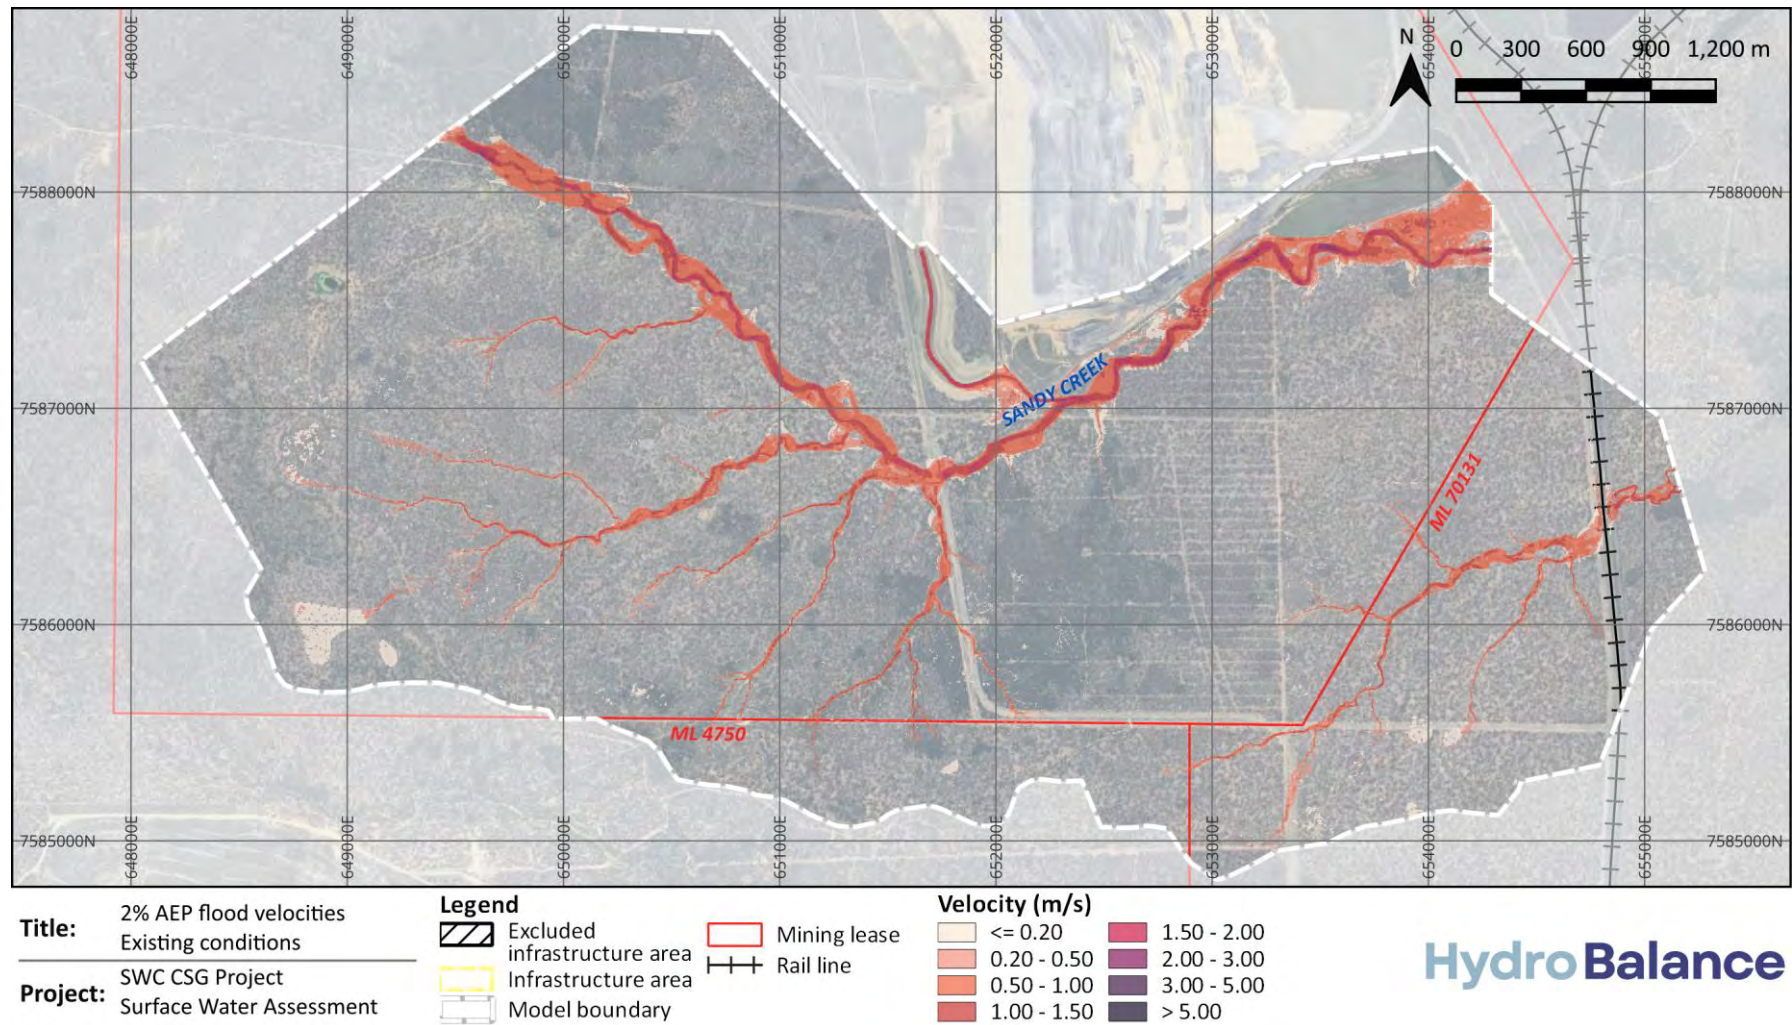 648000E
649000E
650000E
651000E
652000E
653000E
654000E
655000E
N
0 300 600 900 1,200 m
7588000N
7588000N
7587000N
7587000N
7586000N
7586000N
7585000N
7585000N
SANDY CREEK
ML 70131
ML 4750
648000E
649000E
650000E
651000E
652000E
653000E
654000E
655000E
Title:
2% AEP flood velocities
Existing conditions
Project:
SWC CSG Project
Surface Water Assessment
Legend
Excluded
infrastructure area
Infrastructure area
Model boundary
Mining lease
Rail line
Velocity (m/s)
<= 0.20
0.20 - 0.50
0.50 - 1.00
1.00 - 1.50
1.50 - 2.00
2.00 - 3.00
3.00 - 5.00
> 5.00
HydroBalance